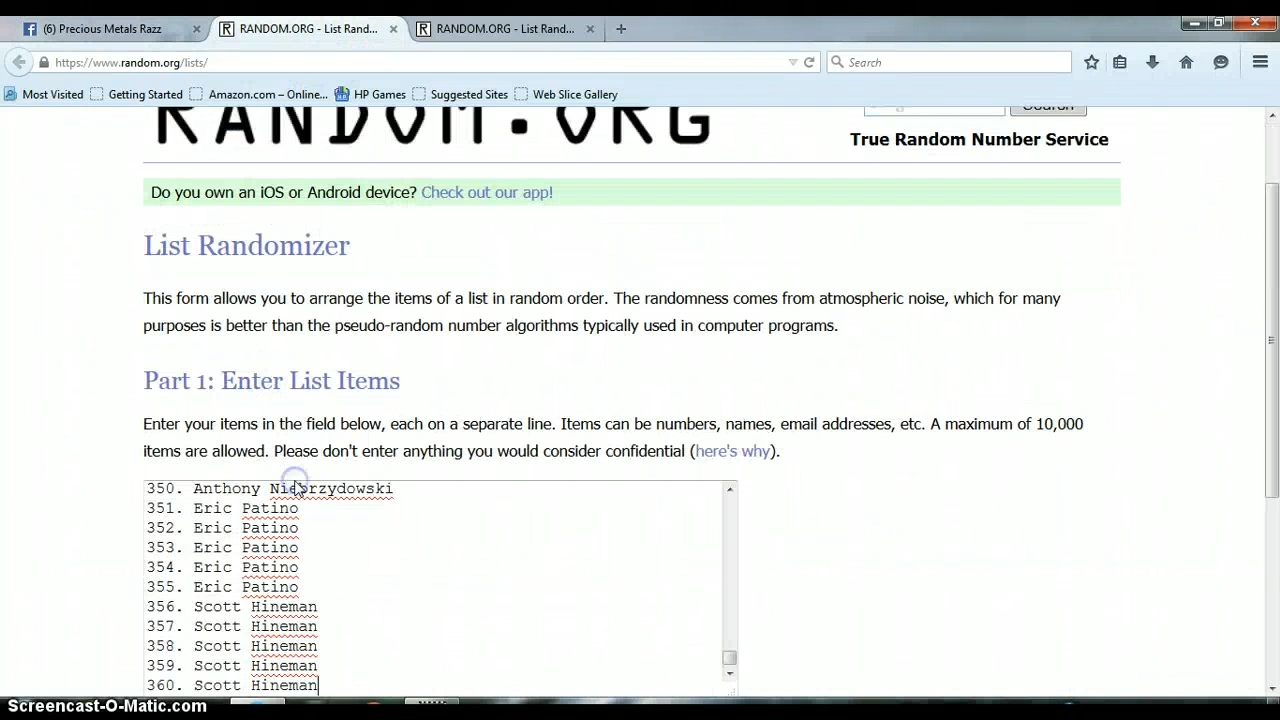 (6) Precious Metals Razz
RANDOM.ORG - List Rand...
RANDOM.ORG - List Rand...
https://www.random.org/lists/
Search
Most Visited
Getting Started
Amazon.com – Online...
HP Games
Suggested Sites
Web Slice Gallery
RANDOM.ORG
Search
True Random Number Service
Do you own an iOS or Android device? Check out our app!
List Randomizer
This form allows you to arrange the items of a list in random order. The randomness comes from atmospheric noise, which for many
purposes is better than the pseudo-random number algorithms typically used in computer programs.
Part 1: Enter List Items
Enter your items in the field below, each on a separate line. Items can be numbers, names, email addresses, etc. A maximum of 10,000
items are allowed. Please don't enter anything you would consider confidential (here's why).
350. Anthony
351. Eric Patino
352. Eric Patino
353. Eric Patino
354. Eric Patino
355. Eric Patino
356. Scott Hineman
357. Scott Hineman
358. Scott Hineman
359. Scott Hineman
360. Scott Hineman
Screencast-O-Matic.com